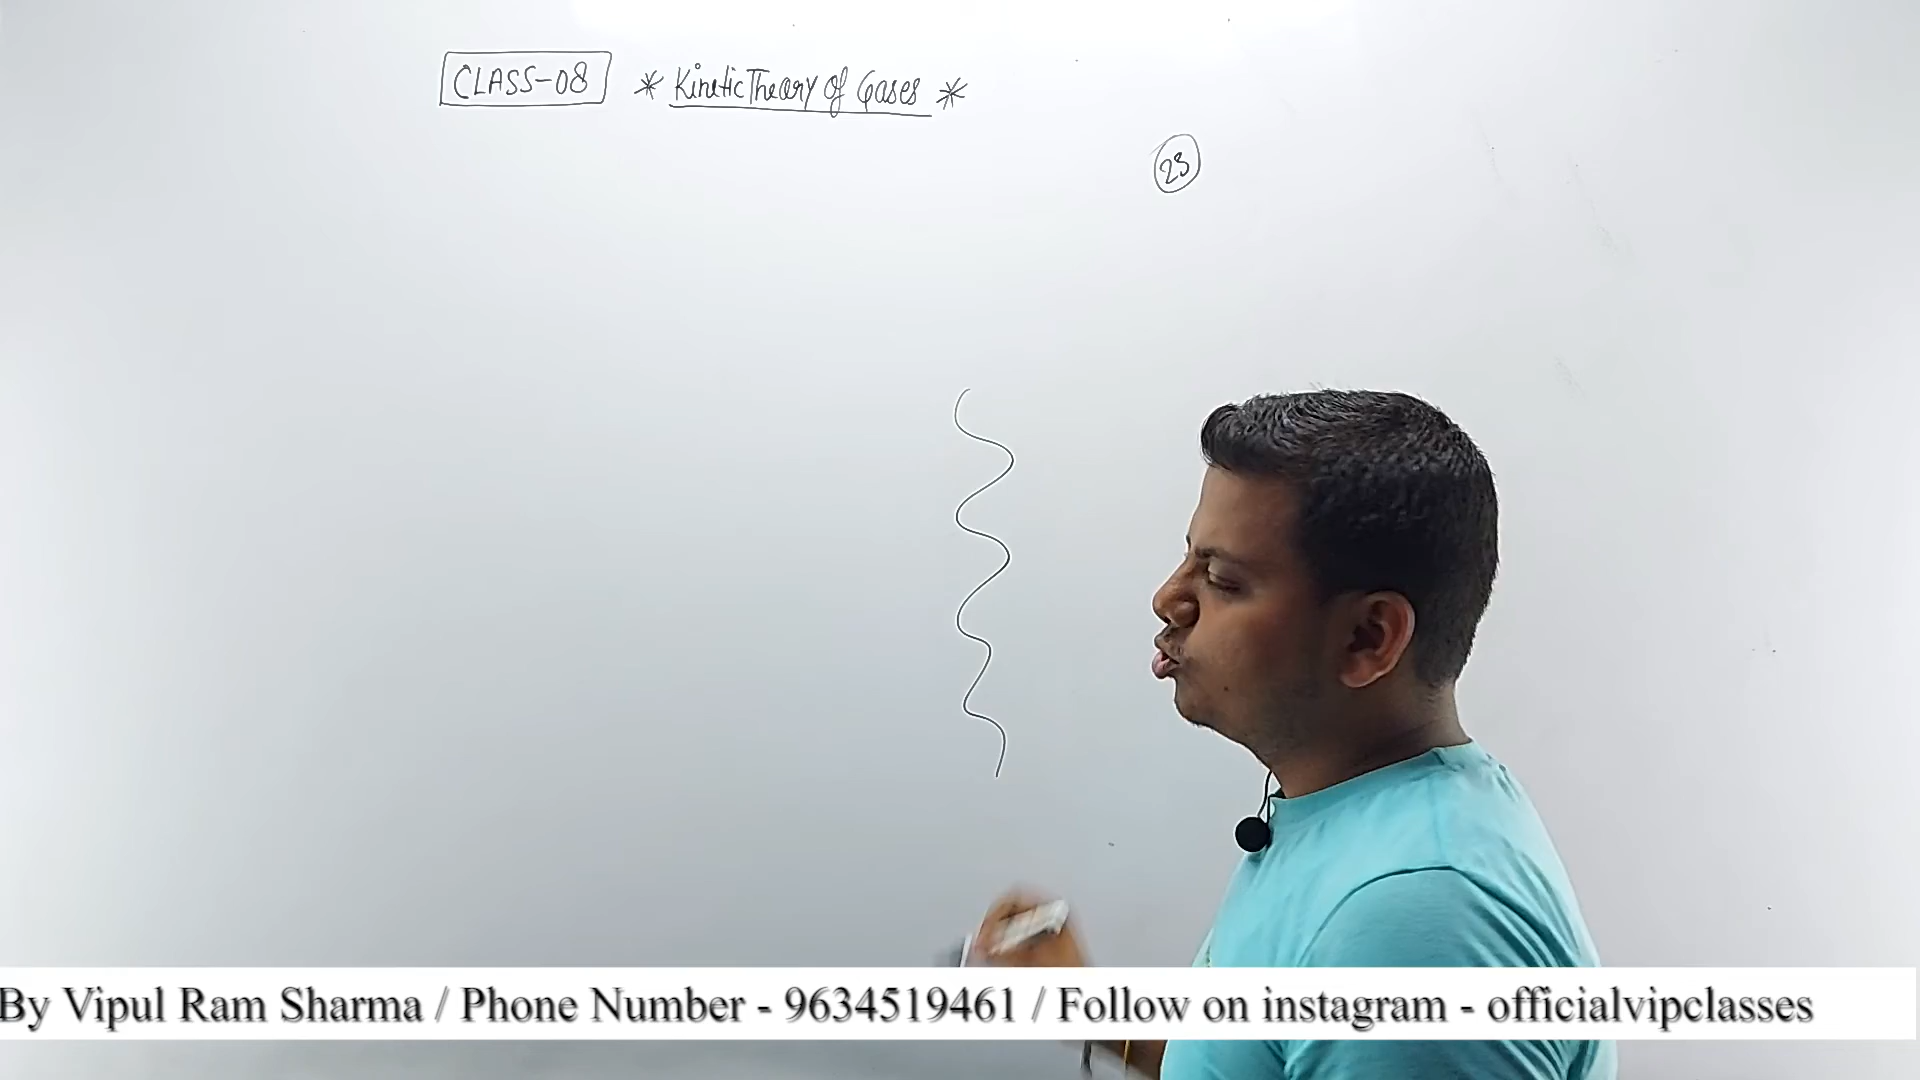 CLASS-08 * Kinetic Theory of Gases *
23
By Vipul Ram Sharma / Phone Number - 9634519461 / Follow on instagram - officialvipclasses